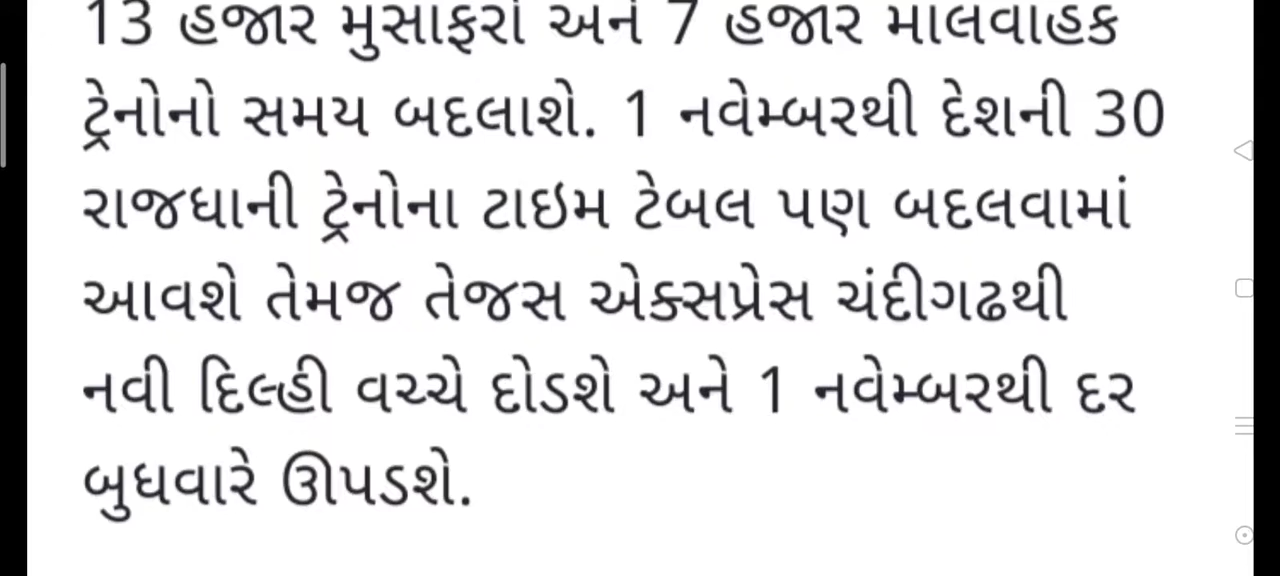 13 હજાર મુસાફરો અને 7 હજાર માલવાહક
ટ્રેનોનો સમય બદલાશે. 1 નવેમ્બરથી દેશની 30
રાજધાની ટ્રેનોના ટાઇમ ટેબલ પણ બદલવામાં
આવશે તેમજ તેજસ એક્સપ્રેસ ચંદીગઢથી
નવી દિલ્હી વચ્ચે દોડશે અને 1 નવેમ્બરથી દર
બુધવારે ઊપડશે.